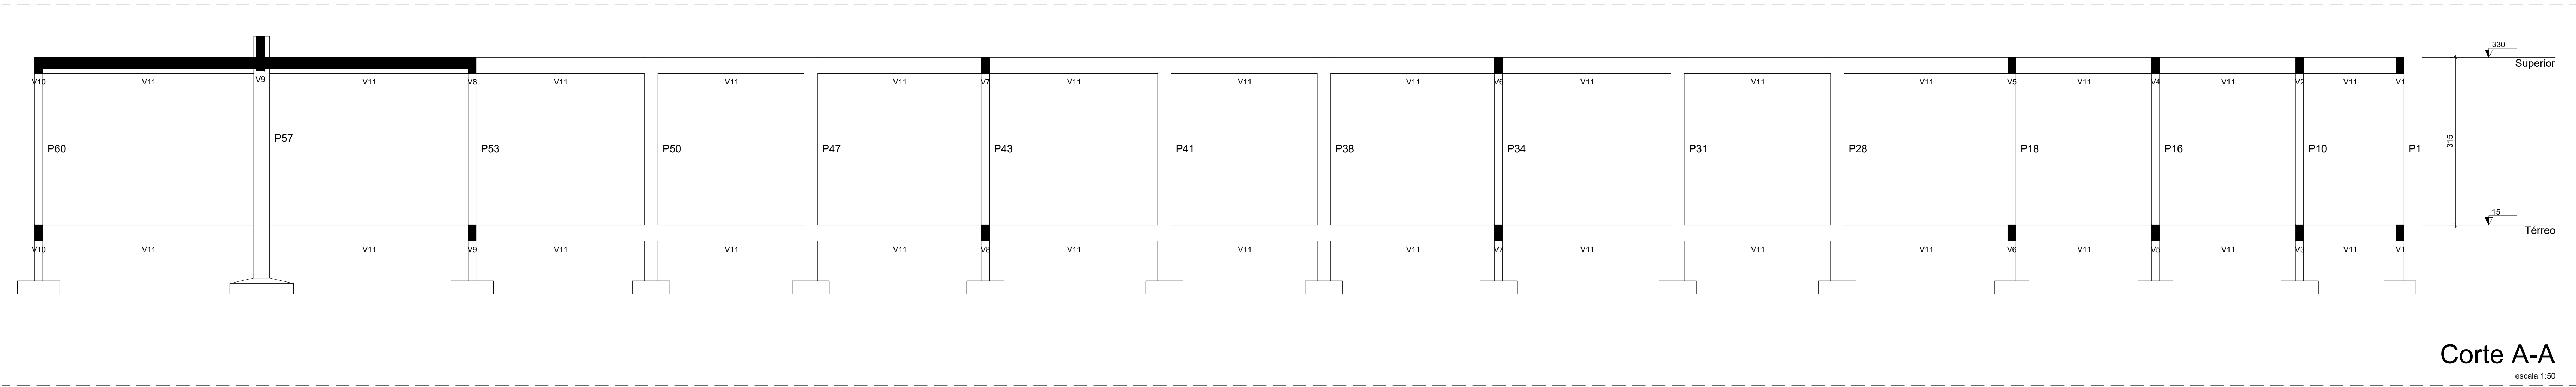 330
Superior
V10 V11 V9 V11 V8 V11 V11 V11 V7 V11 V11 V11 V6 V11 V11 V11 V5 V11 V4 V11 V2 V11 V1
P60 P57 P53 P50 P47 P43 P41 P38 P34 P31 P28 P18 P16 P10 P1
315
15
Térreo
V10 V11 V11 V9 V11 V11 V11 V8 V11 V11 V11 V7 V11 V11 V11 V6 V11 V5 V11 V3 V11 V1
Corte A-A
escala 1:50